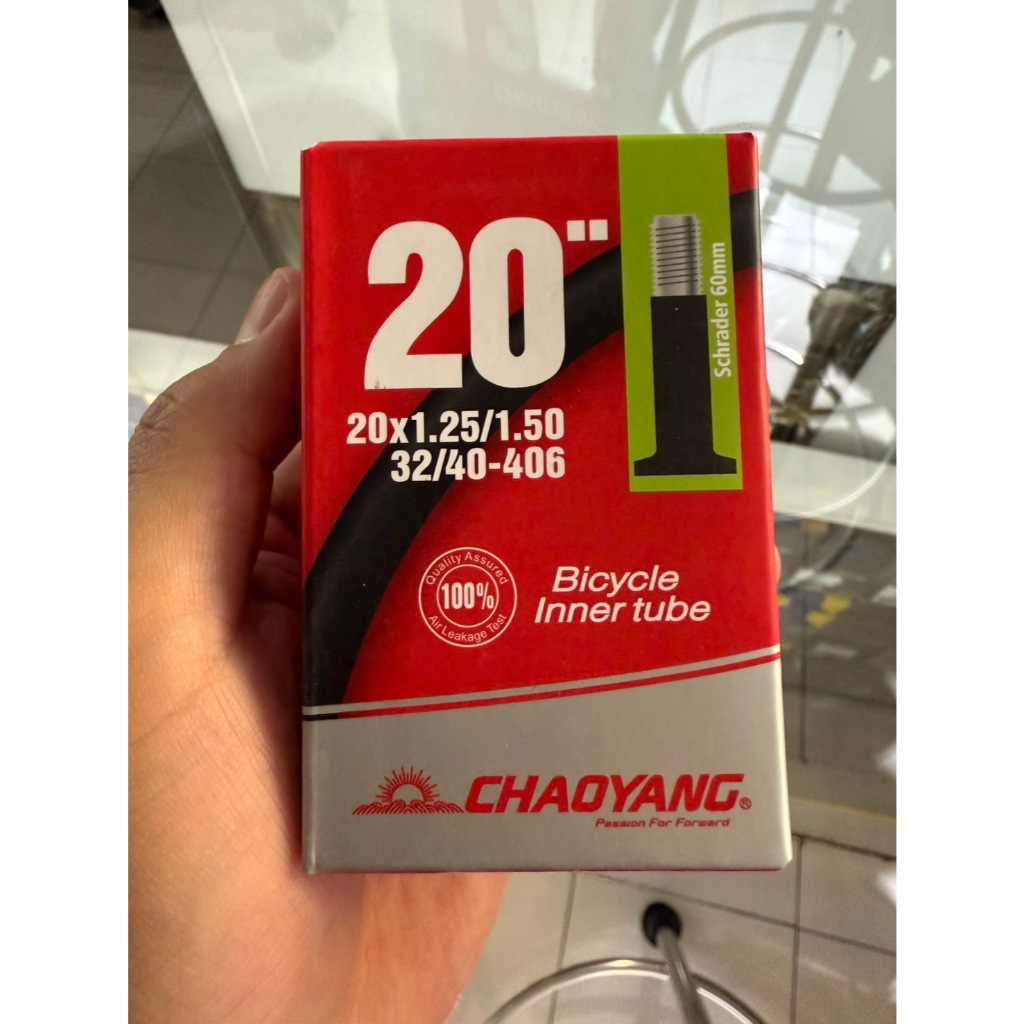 20"
Schrader 60mm
20x1.25/1.50
32/40-406
Quality Assured
100%
Air Leakage Test
Bicycle
Inner tube
CHAOYANG®
Passion For Forward